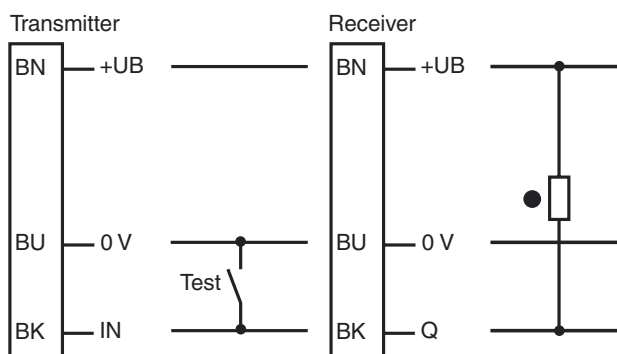 Transmitter
BN +UB
BU 0 V
Test
BK IN
Receiver
BN +UB
BU 0 V
BK Q